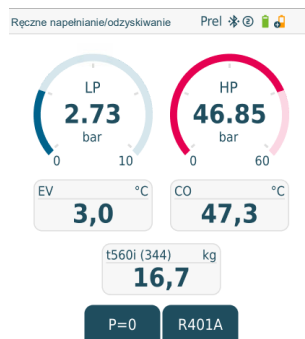 Ręczne napełnianie/odzyskiwanie Prel 2
LP HP
2.73 46.85
bar bar
0 10 0 60
EV °C CO °C
3,0 47,3
t560i (344) kg
16,7
P=0 R401A